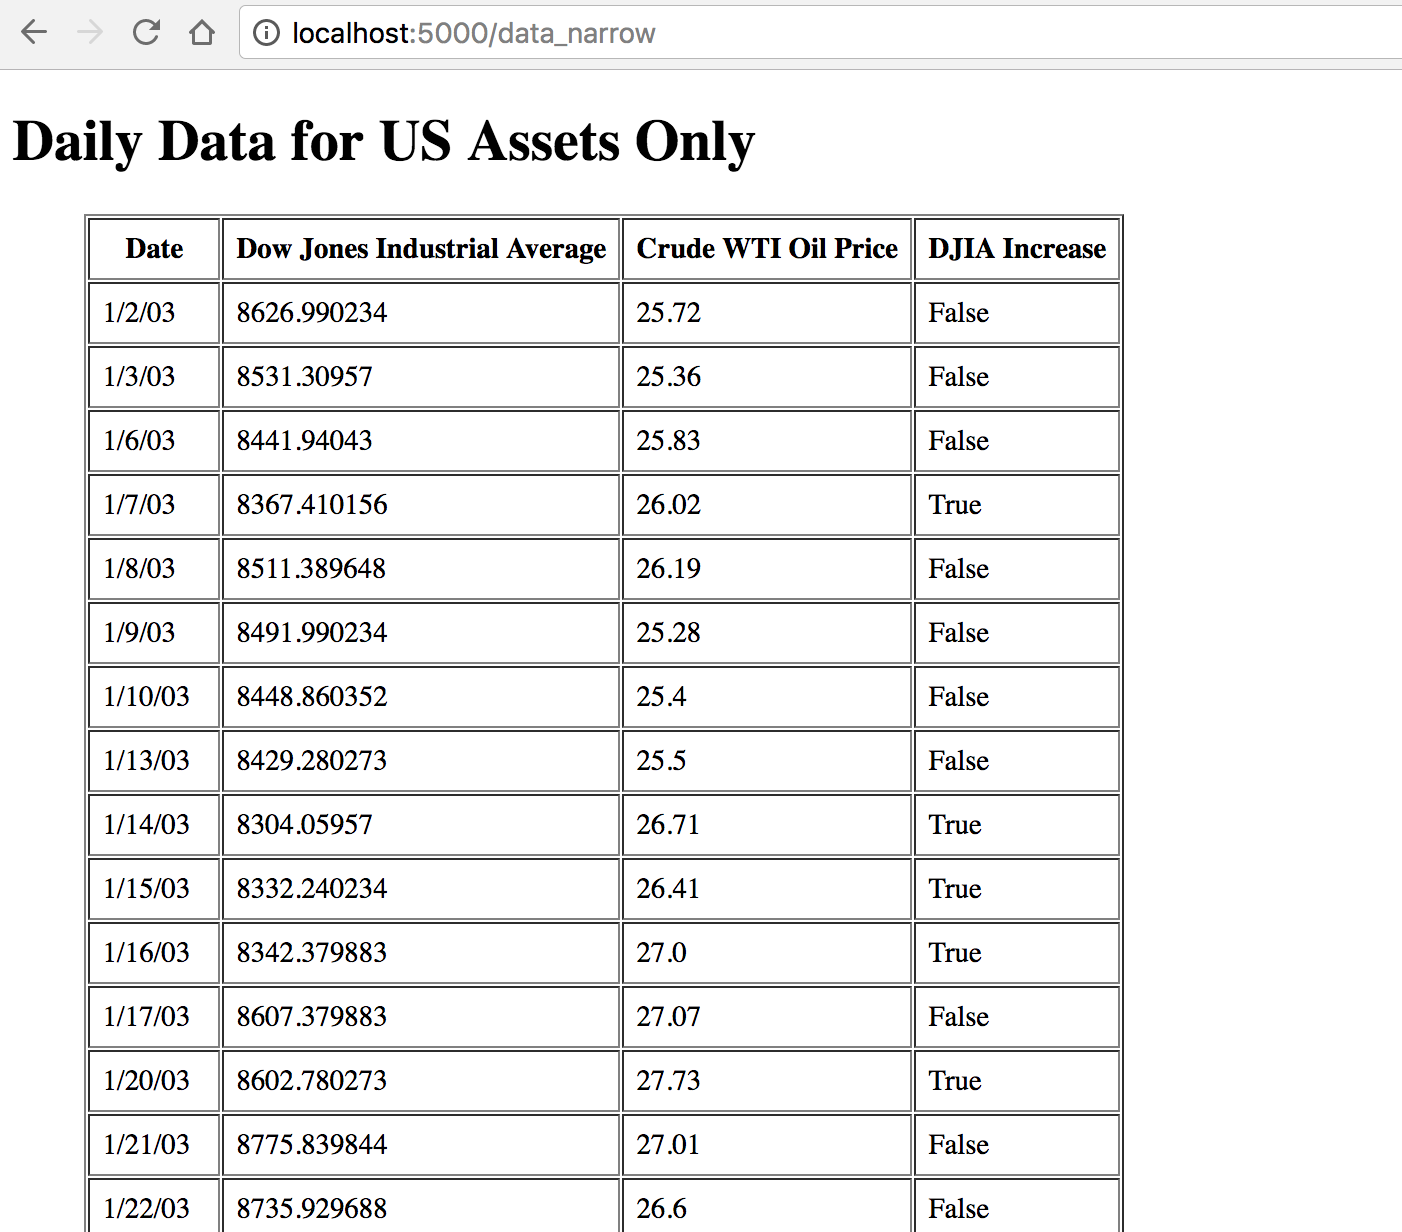 localhost:5000/data_narrow
Daily Data for US Assets Only
Date Dow Jones Industrial Average Crude WTI Oil Price DJIA Increase
1/2/03 8626.990234 25.72 False
1/3/03 8531.30957 25.36 False
1/6/03 8441.94043 25.83 False
1/7/03 8367.410156 26.02 True
1/8/03 8511.389648 26.19 False
1/9/03 8491.990234 25.28 False
1/10/03 8448.860352 25.4 False
1/13/03 8429.280273 25.5 False
1/14/03 8304.05957 26.71 True
1/15/03 8332.240234 26.41 True
1/16/03 8342.379883 27.0 True
1/17/03 8607.379883 27.07 False
1/20/03 8602.780273 27.73 True
1/21/03 8775.839844 27.01 False
1/22/03 8735.929688 26.6 False